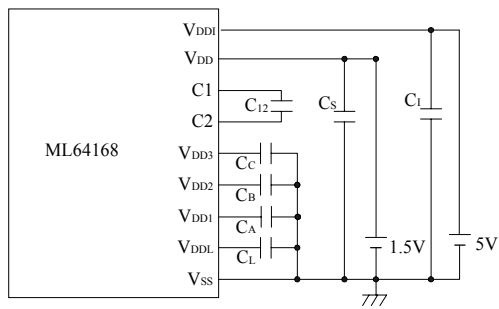 VDDI
VDD
C1
C12
CS
CI
C2
ML64168
VDD3
CC
VDD2
CB
VDD1
CA
VDDL
CL
1.5V
5V
VSS